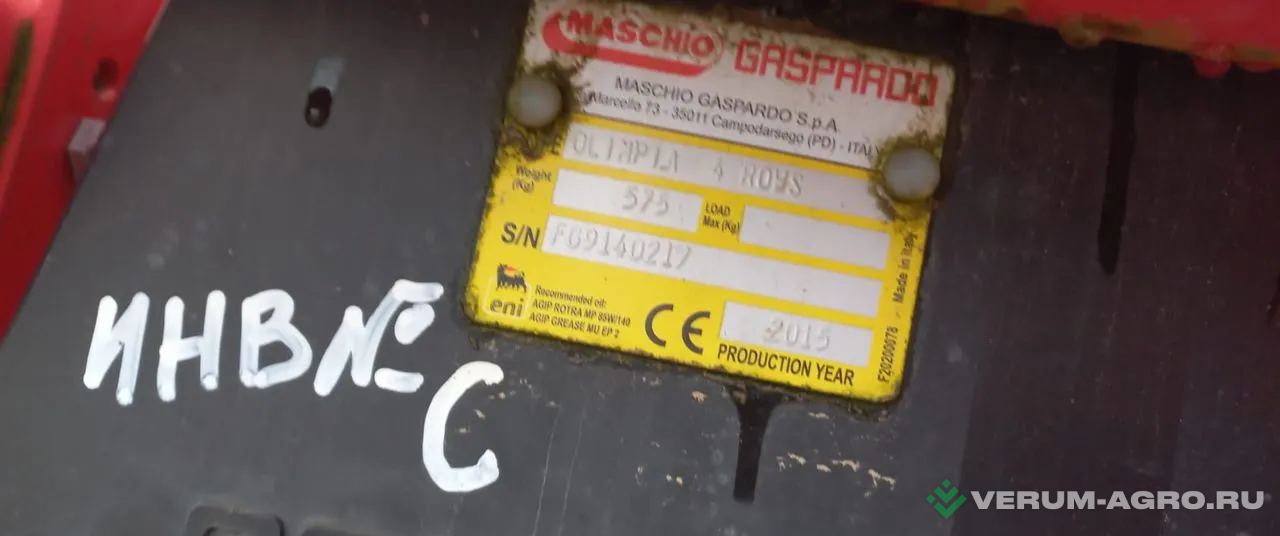 MASCHIO GASPARDO
MASCHIO GASPARDO S.p.A.
Marcello 73 - 35011 Campodarsego (PD) - ITALY
OLIMPIA 4 ROWS
Weight (Kg) 575 LOAD Max (Kg)
S/N FG9140217
eni
Recommended oil:
AGIP ROTRA MP 85W/140
AGIP GREASE MU EP 2
CE
2015
PRODUCTION YEAR
F20200078 - Made in Italy
ИНВ№
С
VERUM-AGRO.RU